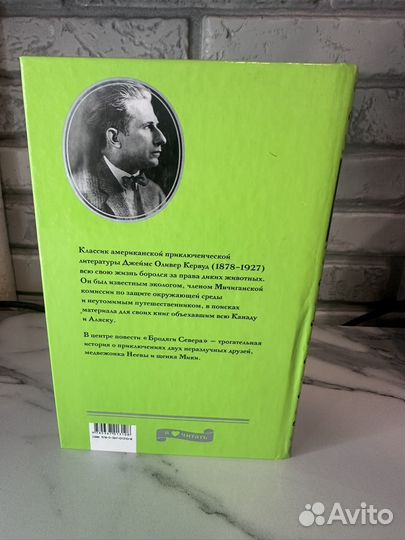 Классик американской приключенческой
литературы Джеймс Оливер Кервуд (1878–1927)
всю свою жизнь боролся за права диких животных.
Он был известным экологом, членом Мичиганской
комиссии по защите окружающей среды
и неутомимым путешественником, в поисках
материала для своих книг объехавшим всю Канаду
и Аляску.
В центре повести «Бродяги Севера» — трогательная
история о приключениях двух неразлучных друзей,
медвежонка Неевы и щенка Мики.
я читать
Avito